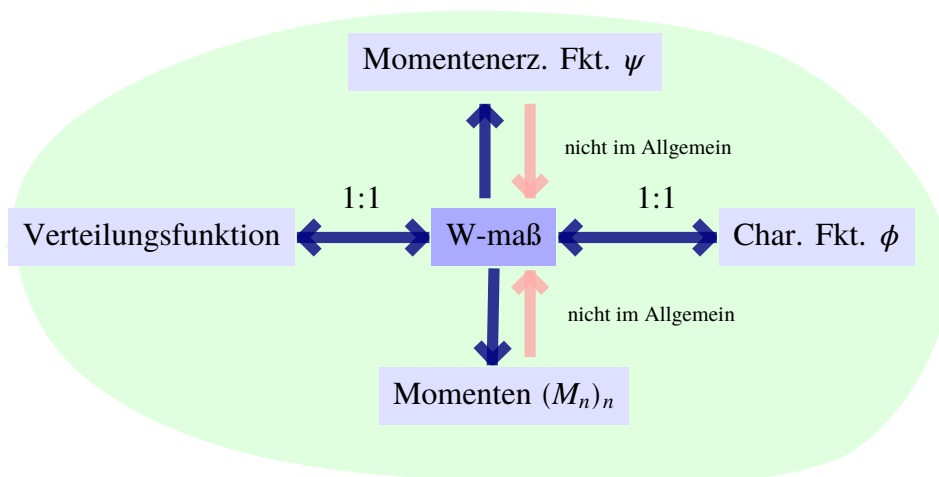 Momentenerz. Fkt. ψ
nicht im Allgemein
1:1
1:1
Verteilungsfunktion
W-maß
Char. Fkt. ϕ
nicht im Allgemein
Momenten (Mₙ)ₙ